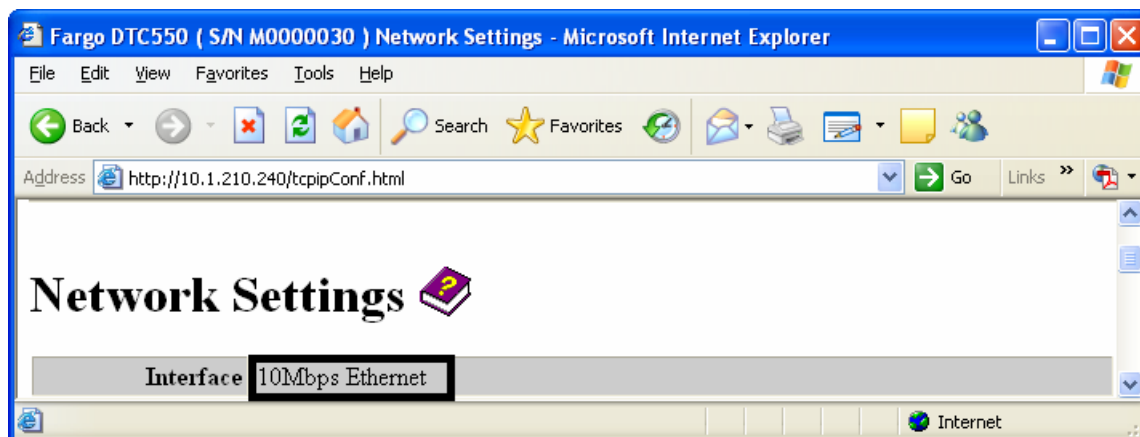 Fargo DTC550 ( S/N M0000030 ) Network Settings - Microsoft Internet Explorer
File Edit View Favorites Tools Help
Back Search Favorites
Address http://10.1.210.240/tcpipConf.html Go Links »
Network Settings ?
Interface 10Mbps Ethernet
Internet